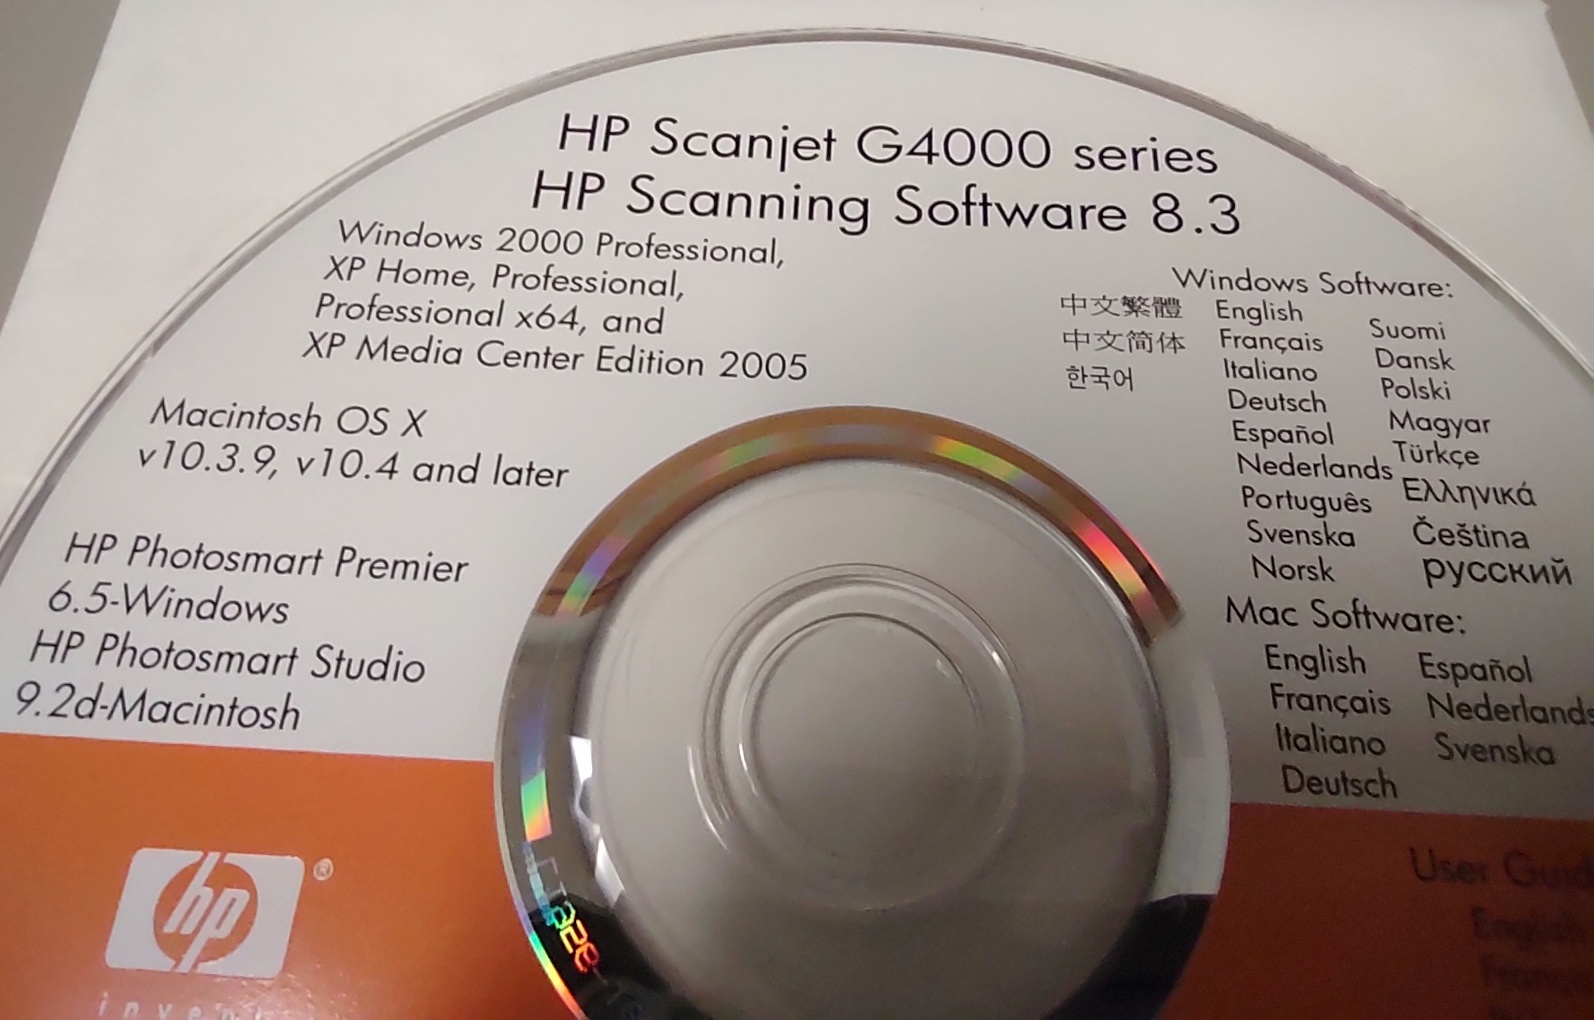 HP Scanjet G4000 series
HP Scanning Software 8.3
Windows 2000 Professional,
XP Home, Professional,
Professional x64, and
XP Media Center Edition 2005
Macintosh OS X
v10.3.9, v10.4 and later
HP Photosmart Premier
6.5-Windows
HP Photosmart Studio
9.2d-Macintosh
Windows Software:
中文繁體
中文简体
한국어
English
Français
Italiano
Deutsch
Español
Nederlands
Português
Svenska
Norsk
Suomi
Dansk
Polski
Magyar
Türkçe
Ελληνικά
Čeština
русский
Mac Software:
English
Français
Italiano
Deutsch
Español
Nederlands
Svenska
hp®
invent
User
English